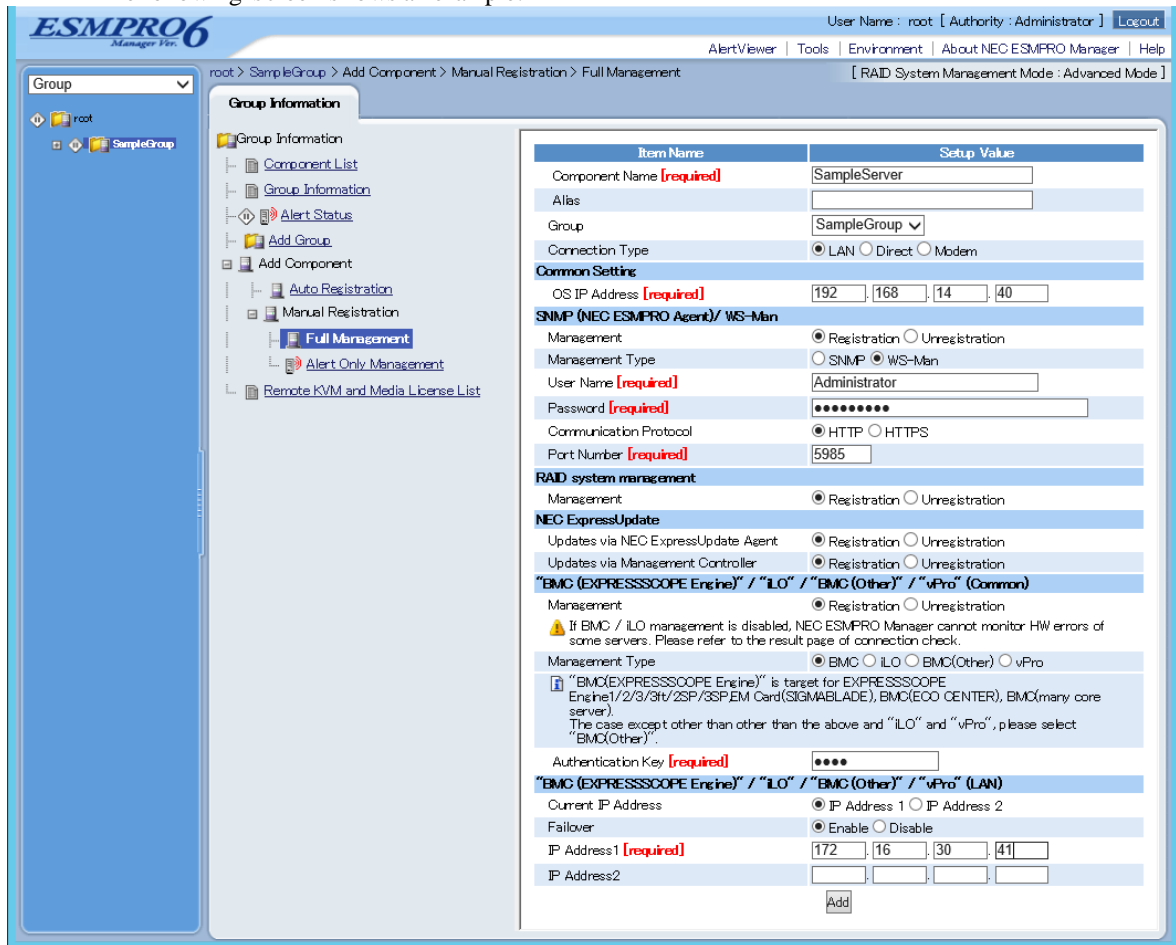 ESMPRO6
Manager Ver.
User Name : root [ Authority : Administrator ] Logout
AlertViewer | Tools | Environment | About NEC ESMPRO Manager | Help
Group
root
SampleGroup
root > SampleGroup > Add Component > Manual Registration > Full Management
[ RAID System Management Mode : Advanced Mode ]
Group Information
Group Information
Component List
Group Information
Alert Status
Add Group
Add Component
Auto Registration
Manual Registration
Full Management
Alert Only Management
Remote KVM and Media License List
Item Name Setup Value
Component Name [required] SampleServer
Alias
Group SampleGroup
Connection Type LAN Direct Modem
Common Setting
OS IP Address [required] 192 . 168 . 14 . 40
SNMP (NEC ESMPRO Agent)/ WS-Man
Management Registration Unregistration
Management Type SNMP WS-Man
User Name [required] Administrator
Password [required] •••••••••
Communication Protocol HTTP HTTPS
Port Number [required] 5985
RAID system management
Management Registration Unregistration
NEC ExpressUpdate
Updates via NEC ExpressUpdate Agent Registration Unregistration
Updates via Management Controller Registration Unregistration
"BMC (EXPRESSSCOPE Engine)" / "iLO" / "BMC (Other)" / "vPro" (Common)
Management Registration Unregistration
If BMC / iLO management is disabled, NEC ESMPRO Manager cannot monitor HW errors of
some servers. Please refer to the result page of connection check.
Management Type BMC iLO BMC(Other) vPro
"BMC(EXPRESSSCOPE Engine)" is target for EXPRESSSCOPE
Engine1/2/3/3ft/2SP/3SP,EM Card(SIGMABLADE), BMC(ECO CENTER), BMC(many core
server).
The case except other than other than the above and "iLO" and "vPro", please select
"BMC(Other)".
Authentication Key [required] ••••
"BMC (EXPRESSSCOPE Engine)" / "iLO" / "BMC (Other)" / "vPro" (LAN)
Current IP Address IP Address 1 IP Address 2
Failover Enable Disable
IP Address1 [required] 172 . 16 . 30 . 41
IP Address2 . . .
Add